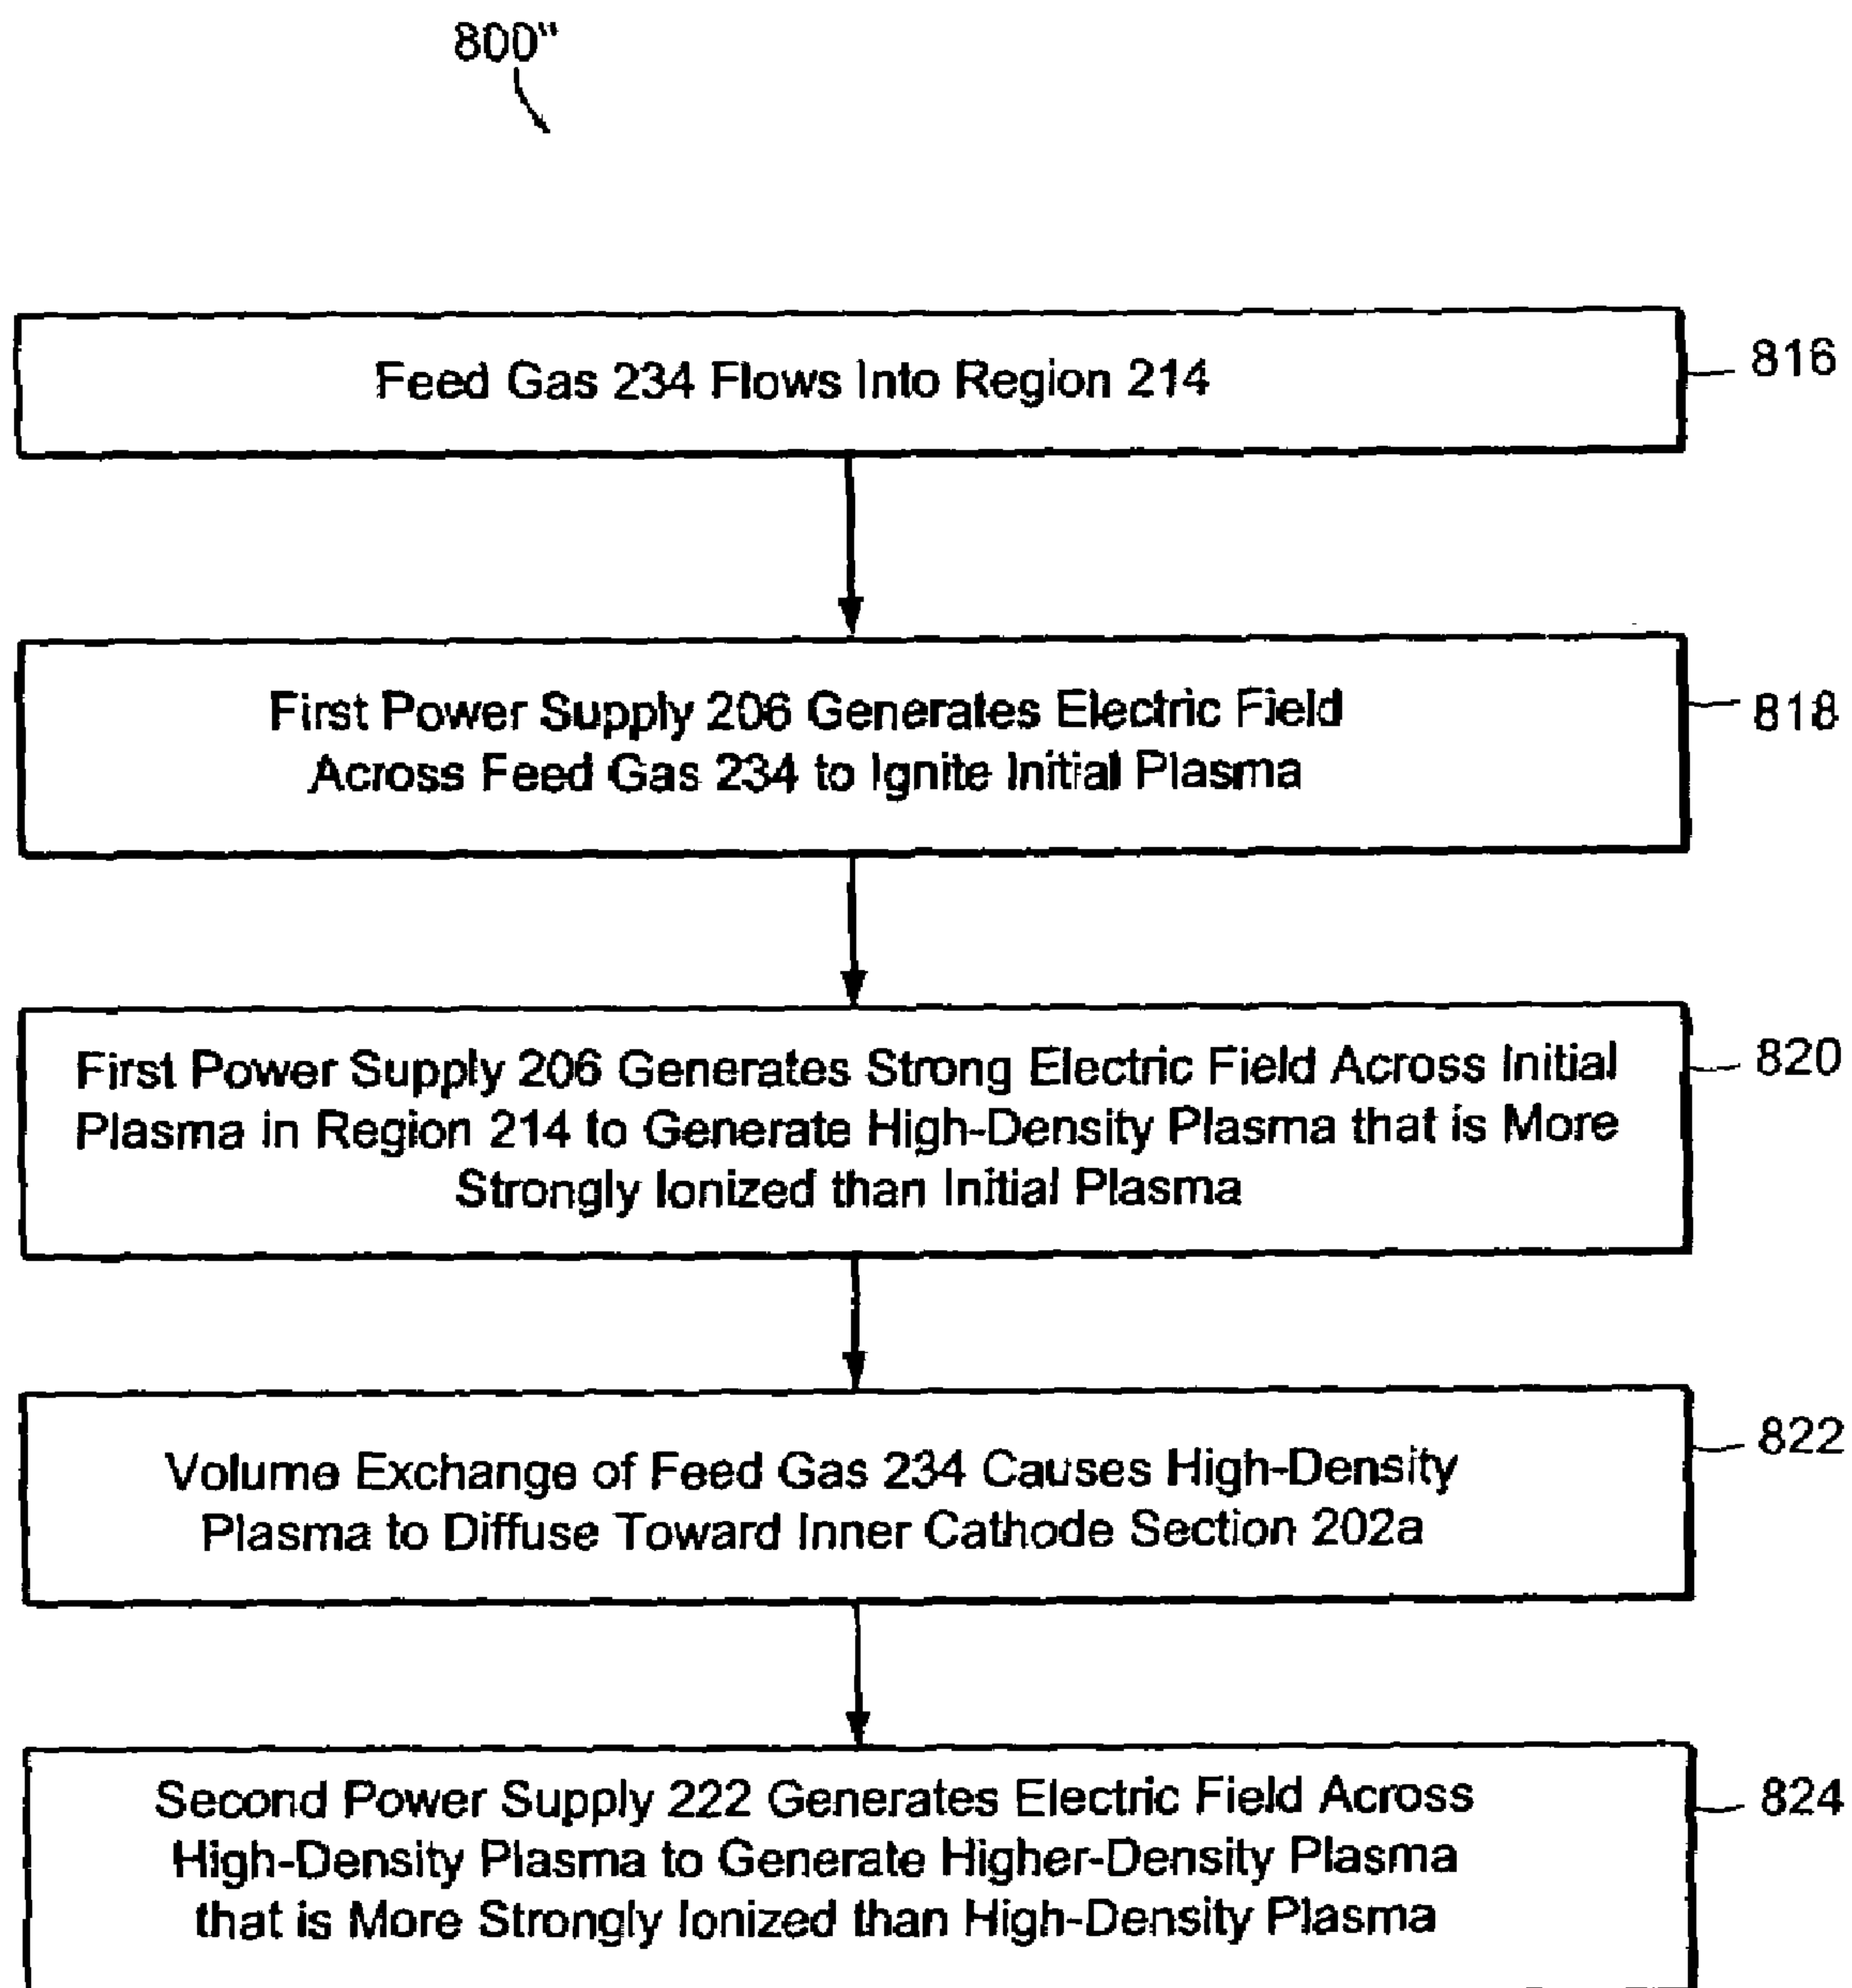 800"
Feed Gas 234 Flows Into Region 214
816
First Power Supply 206 Generates Electric Field
Across Feed Gas 234 to Ignite Initial Plasma
818
First Power Supply 206 Generates Strong Electric Field Across Initial
Plasma in Region 214 to Generate High-Density Plasma that is More
Strongly Ionized than Initial Plasma
820
Volume Exchange of Feed Gas 234 Causes High-Density
Plasma to Diffuse Toward Inner Cathode Section 202a
822
Second Power Supply 222 Generates Electric Field Across
High-Density Plasma to Generate Higher-Density Plasma
that is More Strongly Ionized than High-Density Plasma
824